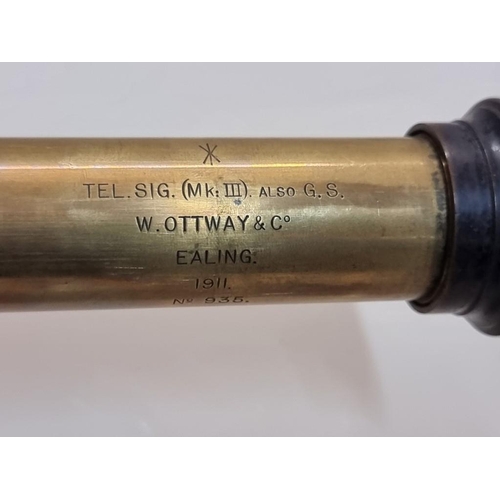 TEL. SIG. (MK: III). ALSO G. S.
W. OTTWAY & Cº
EALING.
1911.
Nº 935.